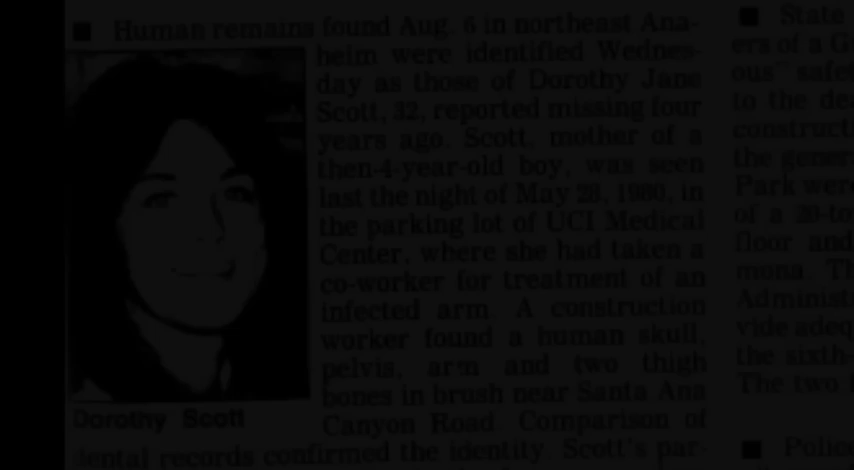 ■ Human remains found Aug. 6 in northeast Ana-
heim were identified Wednes-
day as those of Dorothy Jane
Scott, 32, reported missing four
years ago. Scott, mother of a
then-4-year-old boy, was seen
last the night of May 28, 1980, in
the parking lot of UCI Medical
Center, where she had taken a
co-worker for treatment of an
infected arm. A construction
worker found a human skull,
pelvis, arm and two thigh
bones in brush near Santa Ana
Canyon Road. Comparison of
dental records confirmed the identity. Scott's par-
Dorothy Scott
■ State
ers of a G
ous" safet
to the dea
constructi
the gener
Park were
of a 20-to
floor and
mona. Th
Administ
vide adeq
the sixth-
The two
■ Police